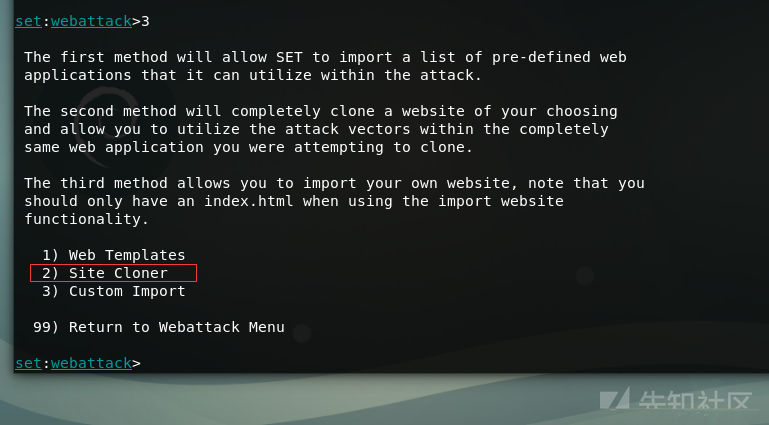 set:webattack>3
The first method will allow SET to import a list of pre-defined web
applications that it can utilize within the attack.
The second method will completely clone a website of your choosing
and allow you to utilize the attack vectors within the completely
same web application you were attempting to clone.
The third method allows you to import your own website, note that you
should only have an index.html when using the import website
functionality.
1) Web Templates
2) Site Cloner
3) Custom Import
99) Return to Webattack Menu
set:webattack>
先知社区